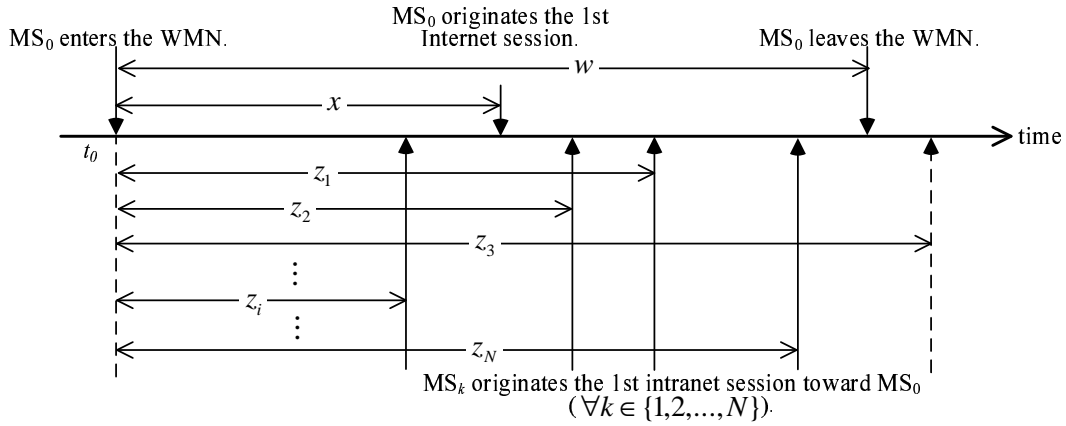 MS₀ originates the 1st
Internet session.
MS₀ enters the WMN.
MS₀ leaves the WMN.
w
x
time
t₀
z₁
z₂
z₃
⋮
zᵢ
⋮
z_N
MSₖ originates the 1st intranet session toward MS₀
(∀k ∈ {1,2,...,N}).